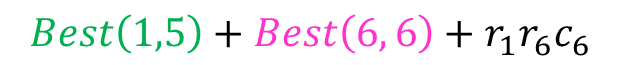 Best(1,5) + Best(6, 6) + r₁r₆c₆